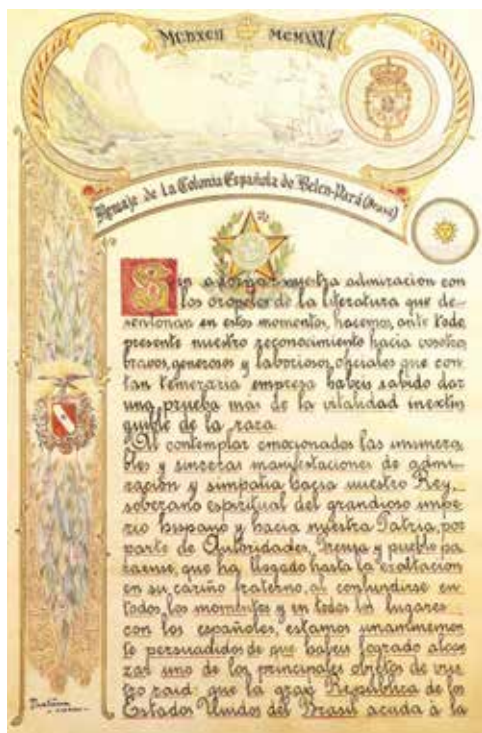 MCDXCII MCMXXVI
Homenaje de la Colonia Española de Belen-Pará (Brasil)
Sin adornar nuestra admiracion con
los oropeles de la literatura que de-
sentonan en estos momentos, hacemos, ante todo,
presente nuestro reconocimiento hacia vosotros,
bravos, generosos y laboriosos oficiales que con
tan temeraria empresa habeis sabido dar
una prueba mas de la vitalidad inextin
guible de la raza.
Al contemplar emocionados las innumera
bles y sinceras manifestaciones de admi-
racion y simpatia hacia nuestro Rey,
soberano espiritual del grandioso impe
rio hispano y hacia nuestra Patria, por
parte de Autoridades, Prensa y pueblo pa
raense, que ha llegado hasta la exaltacion
en su cariño fraterno, al confundirse en
todos los momentos y en todos los lugares
con los españoles, estamos unanimemen
te persuadidos de que habeis logrado alcan
zar uno de los principales objetos de vues
tro raid: que la gran República de los
Estados Unidos del Brasil acuda á la